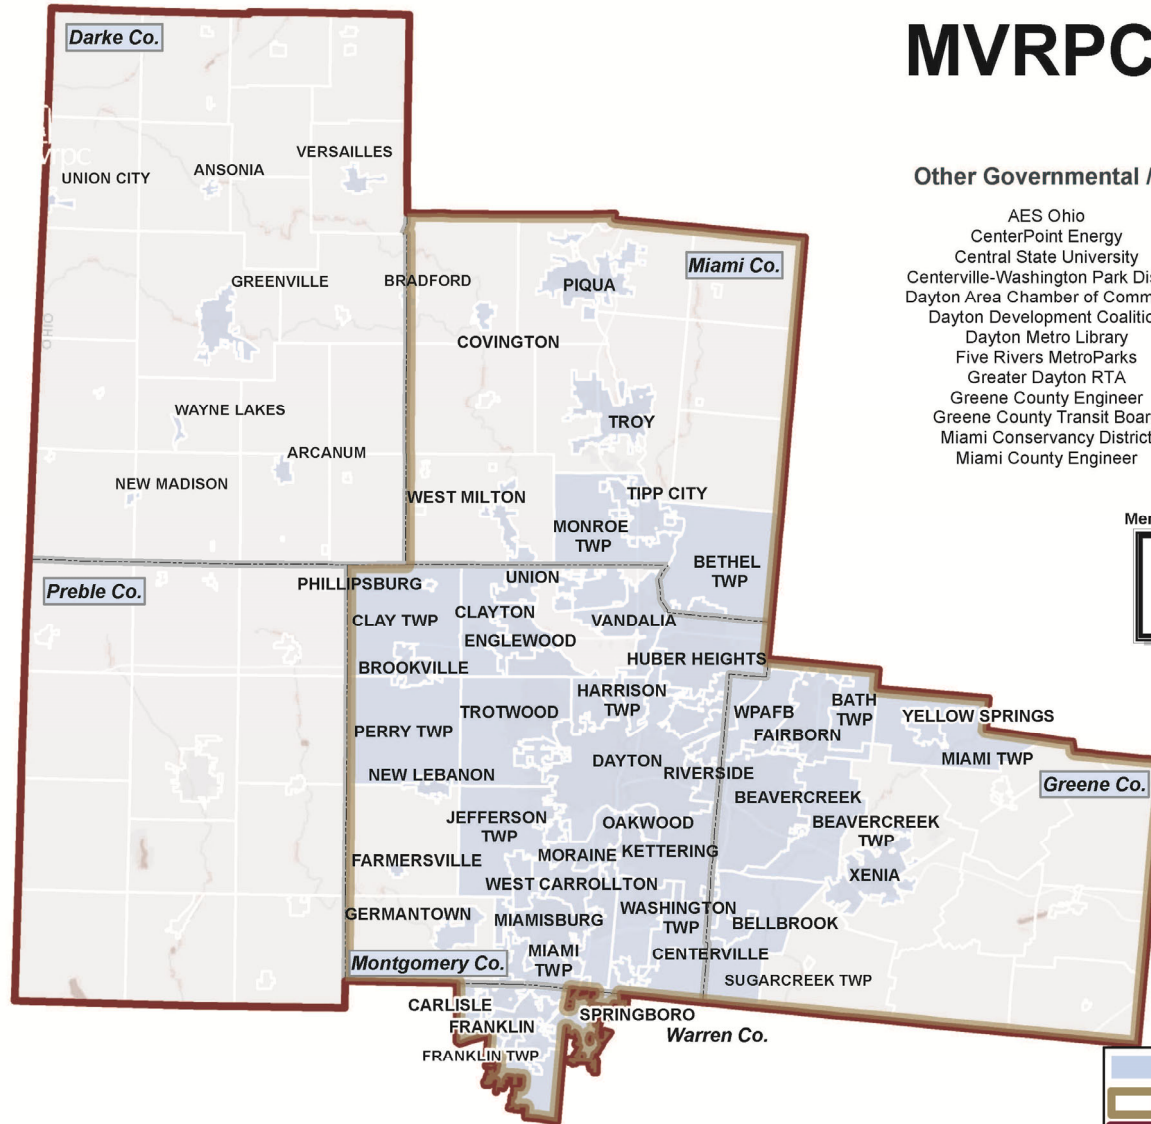 MVRPC
Darke Co.
vrpc
UNION CITY
ANSONIA
VERSAILLES
GREENVILLE
OHIO
WAYNE LAKES
ARCANUM
NEW MADISON
BRADFORD
Miami Co.
PIQUA
COVINGTON
TROY
WEST MILTON
TIPP CITY
MONROE
TWP
BETHEL
TWP
Other Governmental /
AES Ohio
CenterPoint Energy
Central State University
Centerville-Washington Park Dis
Dayton Area Chamber of Comm
Dayton Development Coalitio
Dayton Metro Library
Five Rivers MetroParks
Greater Dayton RTA
Greene County Engineer
Greene County Transit Boar
Miami Conservancy District
Miami County Engineer
Mer
Preble Co.
PHILLIPSBURG
UNION
CLAY TWP
CLAYTON
VANDALIA
ENGLEWOOD
BROOKVILLE
HUBER HEIGHTS
HARRISON
TWP
TROTWOOD
PERRY TWP
DAYTON
NEW LEBANON
RIVERSIDE
JEFFERSON
TWP
OAKWOOD
FARMERSVILLE
MORAINE
KETTERING
WEST CARROLLTON
GERMANTOWN
MIAMISBURG
WASHINGTON
TWP
MIAMI
TWP
CENTERVILLE
Montgomery Co.
WPAFB
BATH
TWP
YELLOW SPRINGS
FAIRBORN
MIAMI TWP
Greene Co.
BEAVERCREEK
BEAVERCREEK
TWP
XENIA
BELLBROOK
SUGARCREEK TWP
CARLISLE
FRANKLIN
SPRINGBORO
FRANKLIN TWP
Warren Co.